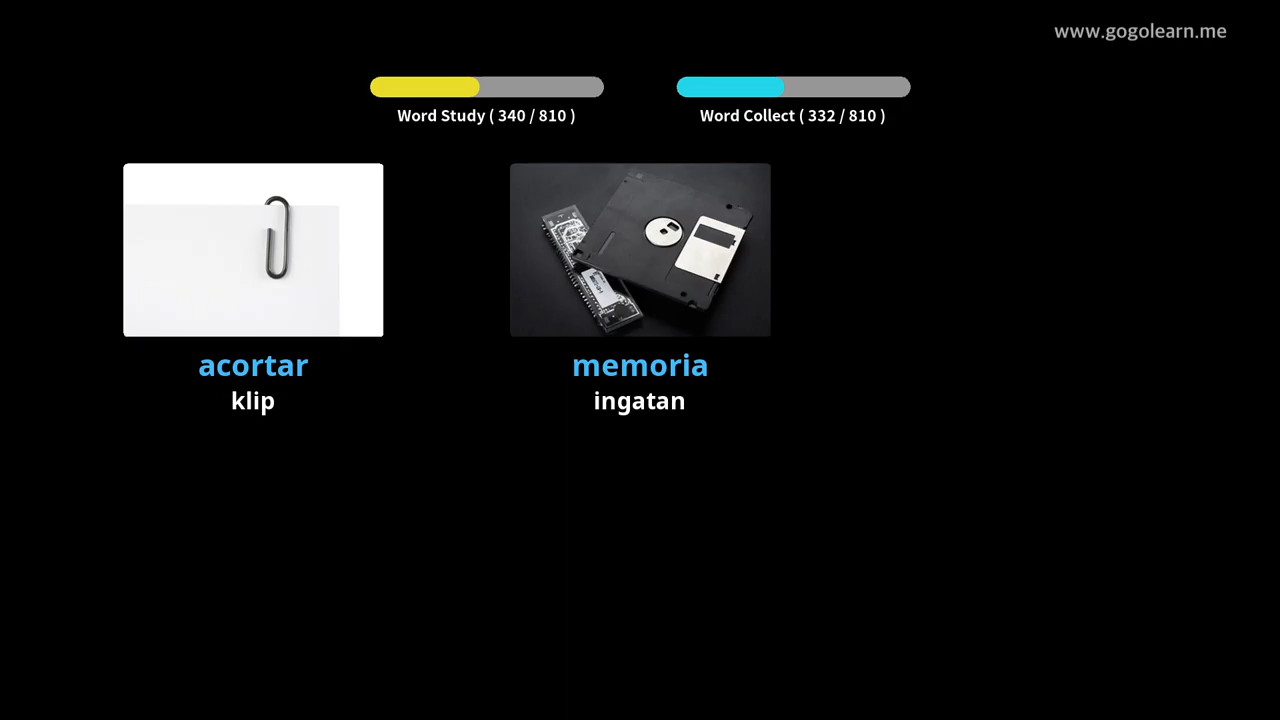 www.gogolearn.me
Word Study ( 340 / 810 )
Word Collect ( 332 / 810 )
acortar
klip
memoria
ingatan